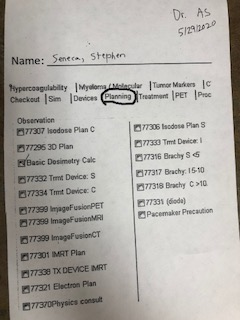 Dr. AS
5/29/2020
Name: Seneca, Stephen
Hypercoagulability | Myeloma / Molecular | Tumor Markers | C
Checkout | Sim | Devices | Planning | Treatment | PET | Proc
Observation
77307 Isodose Plan C
77295 3D Plan
Basic Desimetry Calc
77332 Trmt Device: S
77334 Trmt Device: C
77399 ImageFusionPET
77399 ImageFusionMRI
77399 ImageFusionCT
77301 IMRT Plan
77338 TX DEVICE IMRT
77321 Electron Plan
77370Physics consult
77306 Isodose Plan S
77333 Trmt Device: I
77316 Brachy S <5
77317 Brachy: I 5-10
77318 Brachy C >10
77331 (diode)
Pacemaker Precaution